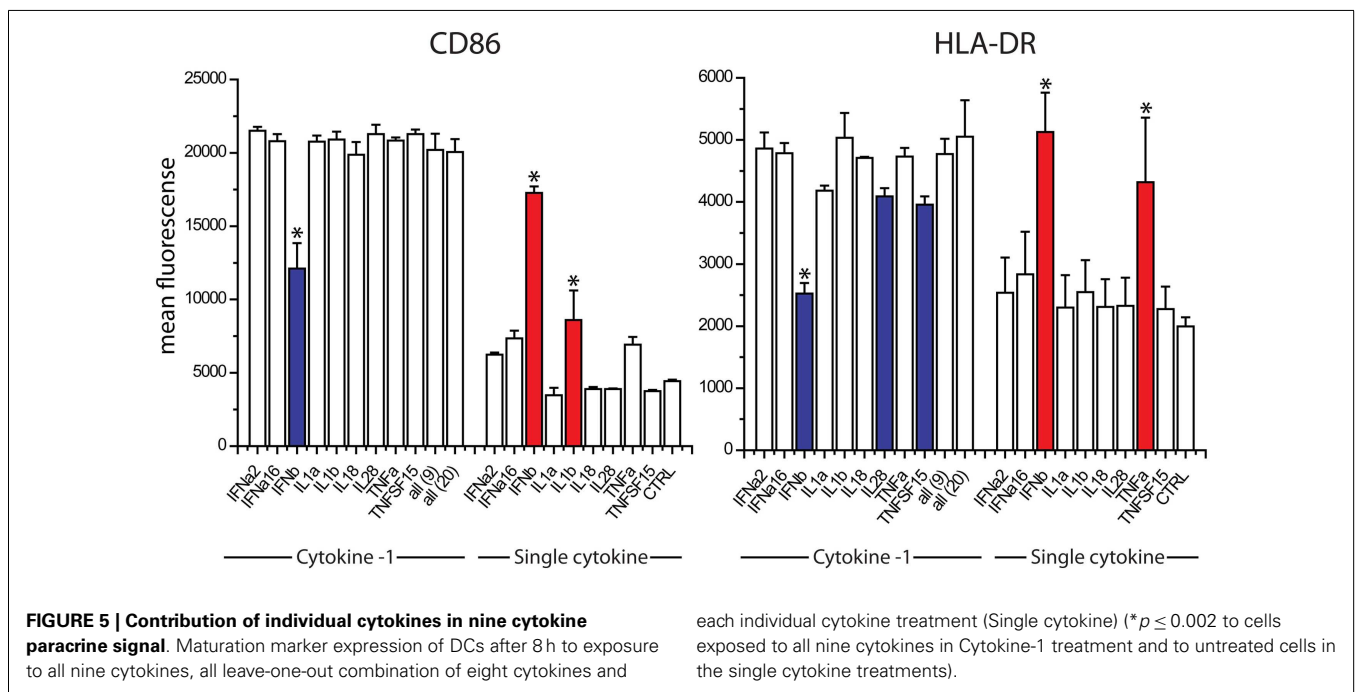 CD86
HLA-DR
mean fluorescense
25000
20000
15000
10000
5000
0
*
*
*
IFNa2
IFNa16
IFNb
IL1a
IL1b
IL18
IL28
TNFa
TNFSF15
all (9)
all (20)
IFNa2
IFNa16
IFNb
IL1a
IL1b
IL18
IL28
TNFa
TNFSF15
CTRL
Cytokine -1
Single cytokine
6000
5000
4000
3000
2000
1000
0
*
*
*
IFNa2
IFNa16
IFNb
IL1a
IL1b
IL18
IL28
TNFa
TNFSF15
all (9)
all (20)
IFNa2
IFNa16
IFNb
IL1a
IL1b
IL18
IL28
TNFa
TNFSF15
CTRL
Cytokine -1
Single cytokine
FIGURE 5 | Contribution of individual cytokines in nine cytokine
paracrine signal. Maturation marker expression of DCs after 8 h to exposure
to all nine cytokines, all leave-one-out combination of eight cytokines and
each individual cytokine treatment (Single cytokine) (*p ≤ 0.002 to cells
exposed to all nine cytokines in Cytokine-1 treatment and to untreated cells in
the single cytokine treatments).